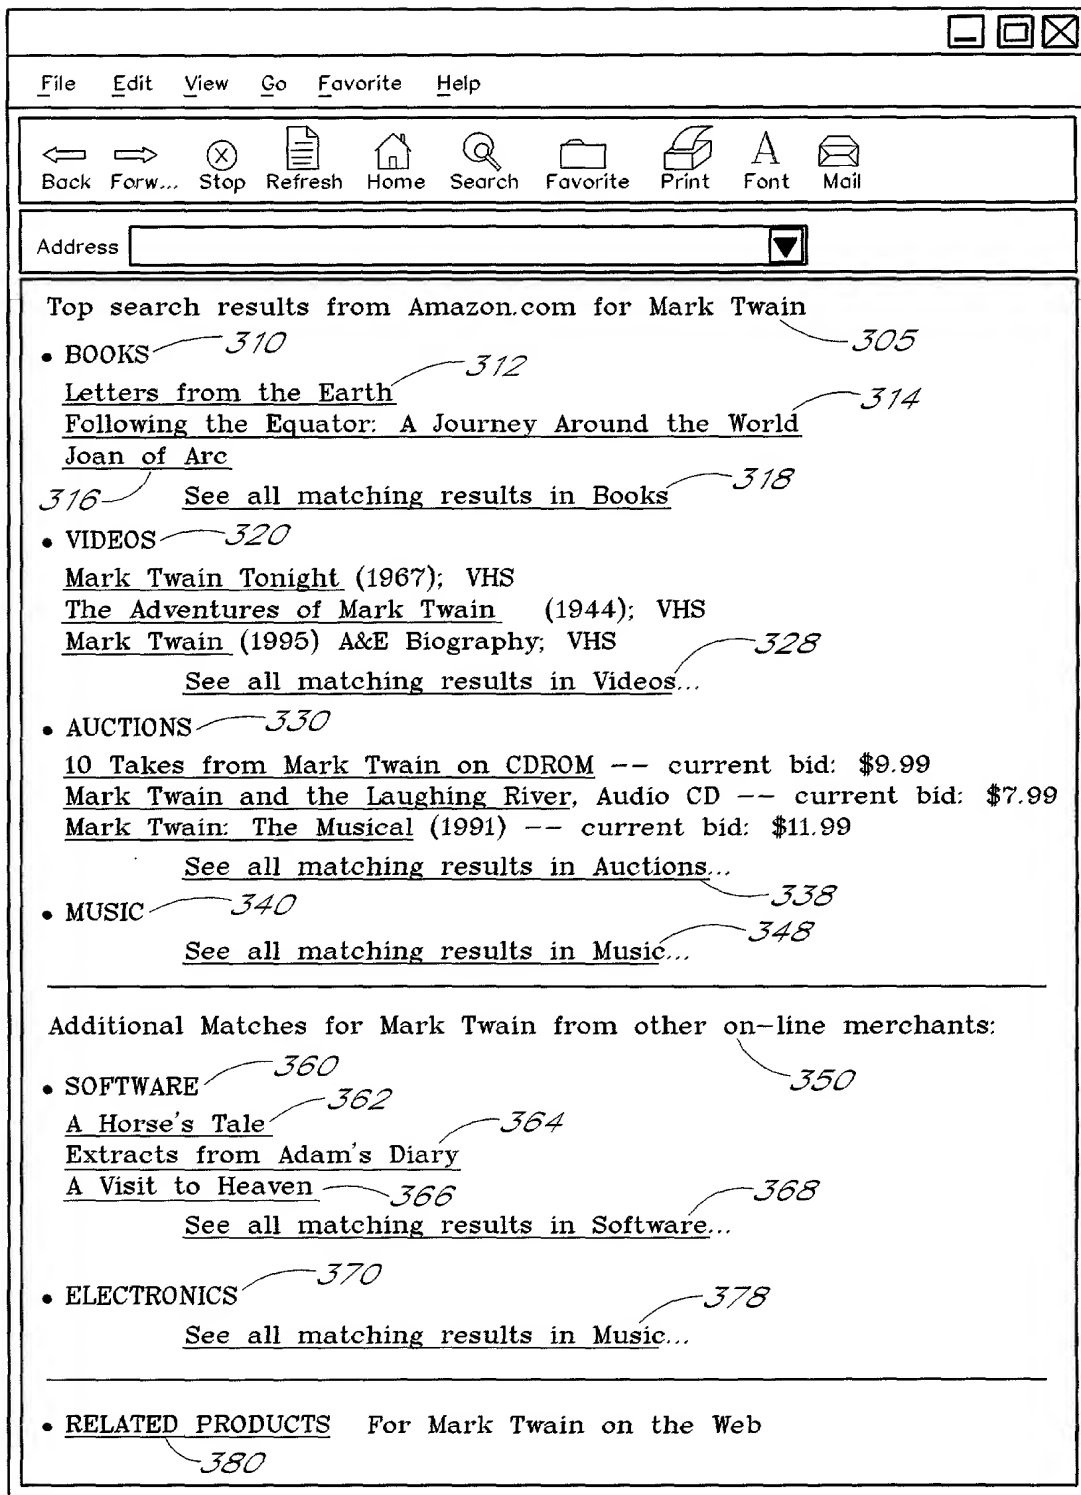 File Edit View Go Favorite Help
Back Forw... Stop Refresh Home Search Favorite Print Font Mail
Address
Top search results from Amazon.com for Mark Twain
305
• BOOKS 310
Letters from the Earth 312
Following the Equator: A Journey Around the World 314
Joan of Arc
316 See all matching results in Books 318
• VIDEOS 320
Mark Twain Tonight (1967); VHS
The Adventures of Mark Twain (1944); VHS
Mark Twain (1995) A&E Biography; VHS 328
See all matching results in Videos...
• AUCTIONS 330
10 Takes from Mark Twain on CDROM -- current bid: $9.99
Mark Twain and the Laughing River, Audio CD -- current bid: $7.99
Mark Twain: The Musical (1991) -- current bid: $11.99
See all matching results in Auctions...
338
• MUSIC 340
348
See all matching results in Music...
Additional Matches for Mark Twain from other on-line merchants:
350
• SOFTWARE 360
A Horse's Tale 362
Extracts from Adam's Diary 364
A Visit to Heaven 366
368
See all matching results in Software...
• ELECTRONICS 370
378
See all matching results in Music...
• RELATED PRODUCTS For Mark Twain on the Web
380